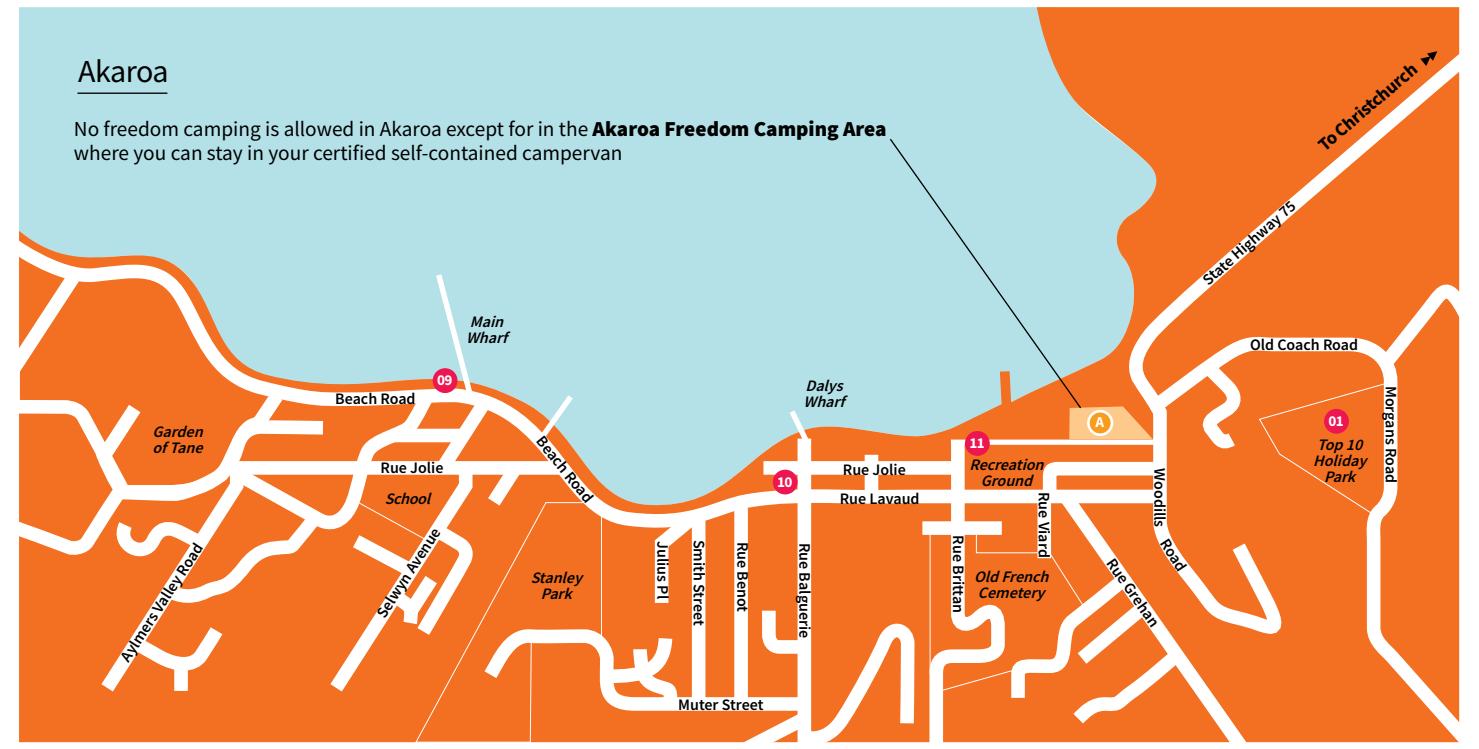 Akaroa
No freedom camping is allowed in Akaroa except for in the Akaroa Freedom Camping Area
where you can stay in your certified self-contained campervan
To Christchurch
State Highway 75
Main
Wharf
09
Beach Road
Dalys
Wharf
Old Coach Road
Morgans Road
01
Top 10
Holiday
Park
A
11
Garden
of Tane
Rue Jolie
School
Beach Road
10
Rue Jolie
Rue Lavaud
Recreation
Ground
Rue Viard
Woodills
Road
Aylmers Valley Road
Selwyn Avenue
Stanley
Park
Julius Pl
Smith Street
Rue Benot
Rue Balguerie
Rue Brittan
Old French
Cemetery
Rue Grehan
Muter Street